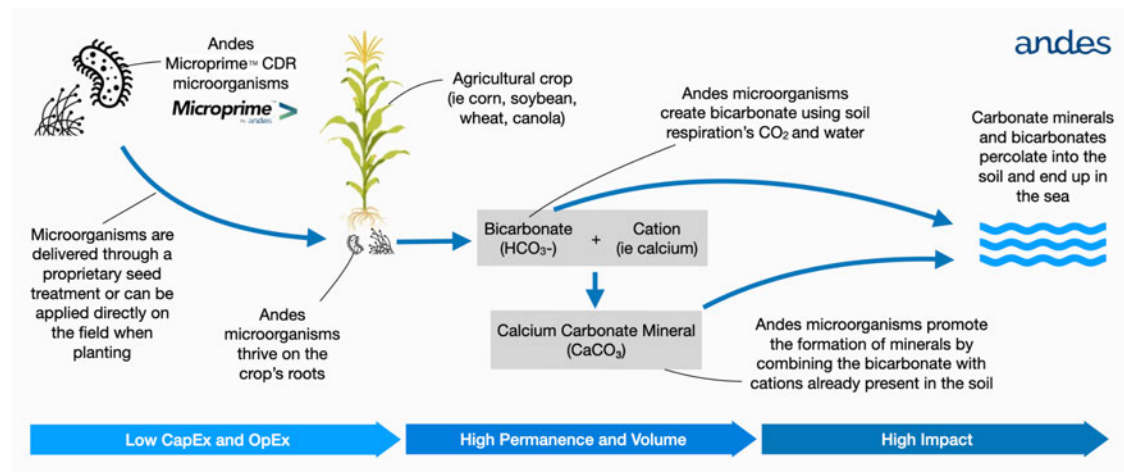 Andes
Microprime™ CDR
microorganisms
Microprime™
by andes
Agricultural crop
(ie corn, soybean,
wheat, canola)
Andes microorganisms
create bicarbonate using soil
respiration's CO₂ and water
andes
Carbonate minerals
and bicarbonates
percolate into the
soil and end up in
the sea
Microorganisms are
delivered through a
proprietary seed
treatment or can be
applied directly on
the field when
planting
Andes
microorganisms
thrive on the
crop's roots
Bicarbonate
(HCO₃-)
+
Cation
(ie calcium)
Calcium Carbonate Mineral
(CaCO₃)
Andes microorganisms promote
the formation of minerals by
combining the bicarbonate with
cations already present in the soil
Low CapEx and OpEx
High Permanence and Volume
High Impact